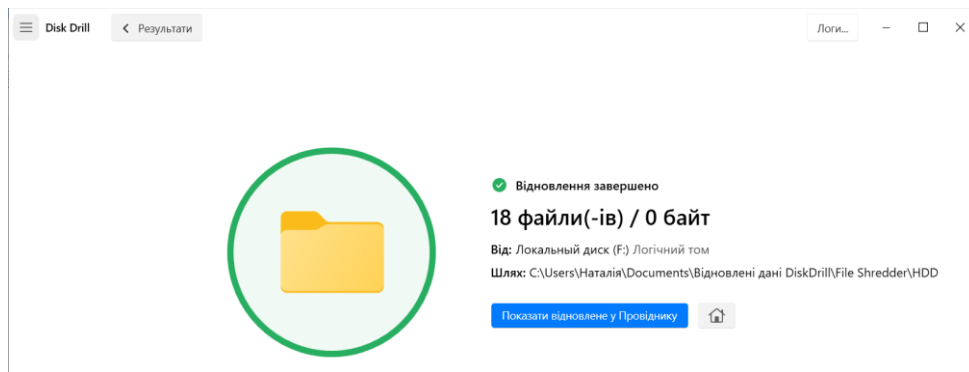 Disk Drill
Результати
Логи...
Відновлення завершено
18 файли(-ів) / 0 байт
Від: Локальный диск (F:) Логічний том
Шлях: C:\Users\Наталія\Documents\Відновлені дані DiskDrill\File Shredder\HDD
Показати відновлене у Провіднику